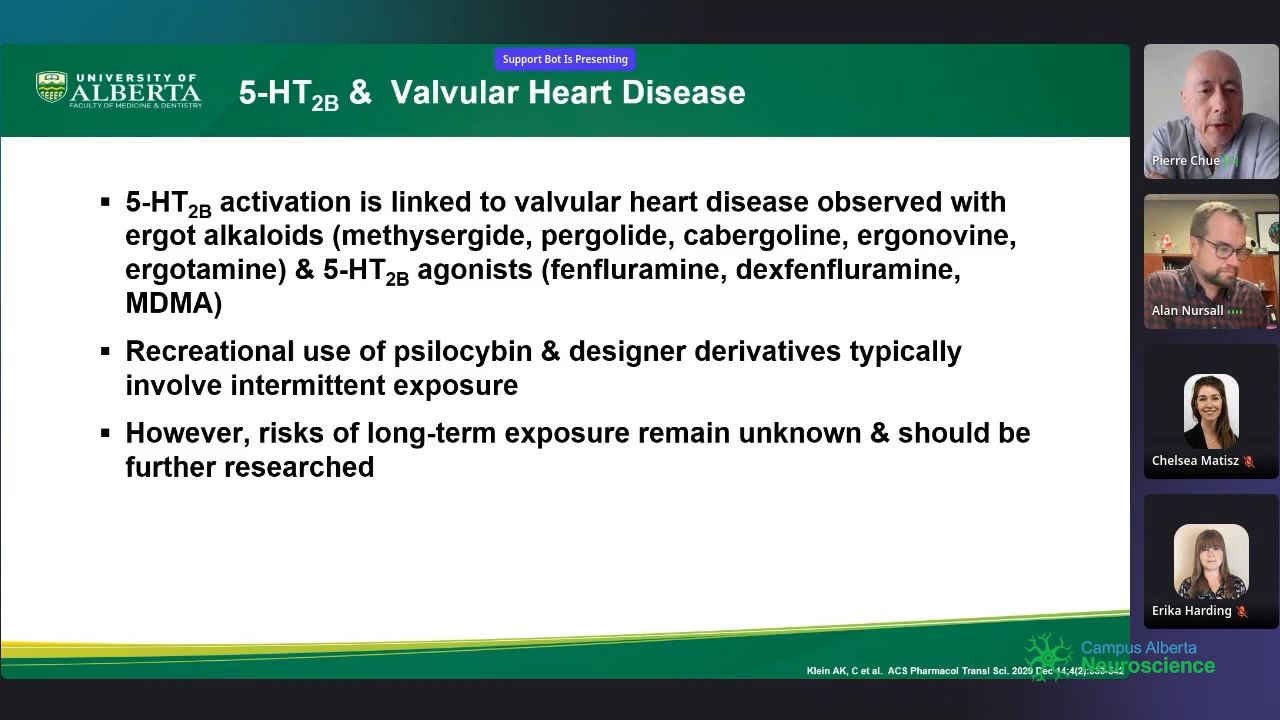 Support Bot Is Presenting
UNIVERSITY OF
ALBERTA
FACULTY OF MEDICINE & DENTISTRY
5-HT2B & Valvular Heart Disease
▪ 5-HT2B activation is linked to valvular heart disease observed with
ergot alkaloids (methysergide, pergolide, cabergoline, ergonovine,
ergotamine) & 5-HT2B agonists (fenfluramine, dexfenfluramine,
MDMA)
▪ Recreational use of psilocybin & designer derivatives typically
involve intermittent exposure
▪ However, risks of long-term exposure remain unknown & should be
further researched
Klein AK, C et al. ACS Pharmacol Transl Sci. 2020 Dec
Campus Alberta
Neuroscience
Pierre Chue
Alan Nursall
Chelsea Matisz
Erika Harding